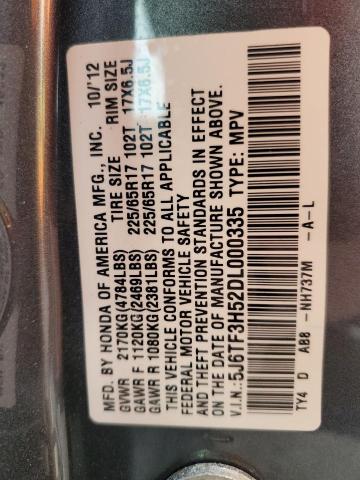 MFD. BY HONDA OF AMERICA MFG., INC. 10/'12
TIRE SIZE RIM SIZE
GVWR 2170KG(4784LBS)
GAWR F 1120KG(2469LBS) 225/65R17 102T 17X6.5J
GAWR R 1080KG(2381LBS) 225/65R17 102T 17X6.5J
THIS VEHICLE CONFORMS TO ALL APPLICABLE
FEDERAL MOTOR VEHICLE SAFETY
AND THEFT PREVENTION STANDARDS IN EFFECT
ON THE DATE OF MANUFACTURE SHOWN ABOVE.
V.I.N.: 5J6TF3H52DL000335 TYPE: MPV
TY4 D AB8 -NH737M -A-L